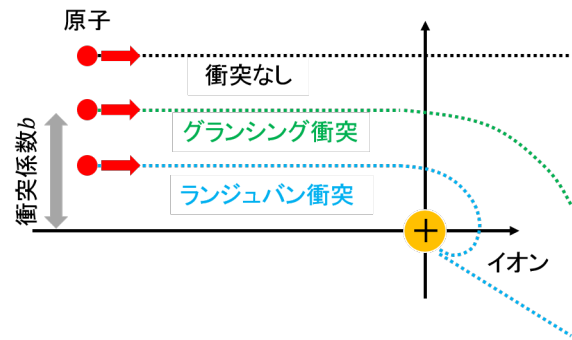 原子
衝突なし
グランシング衝突
ランジュバン衝突
衝突係数b
+
イオン